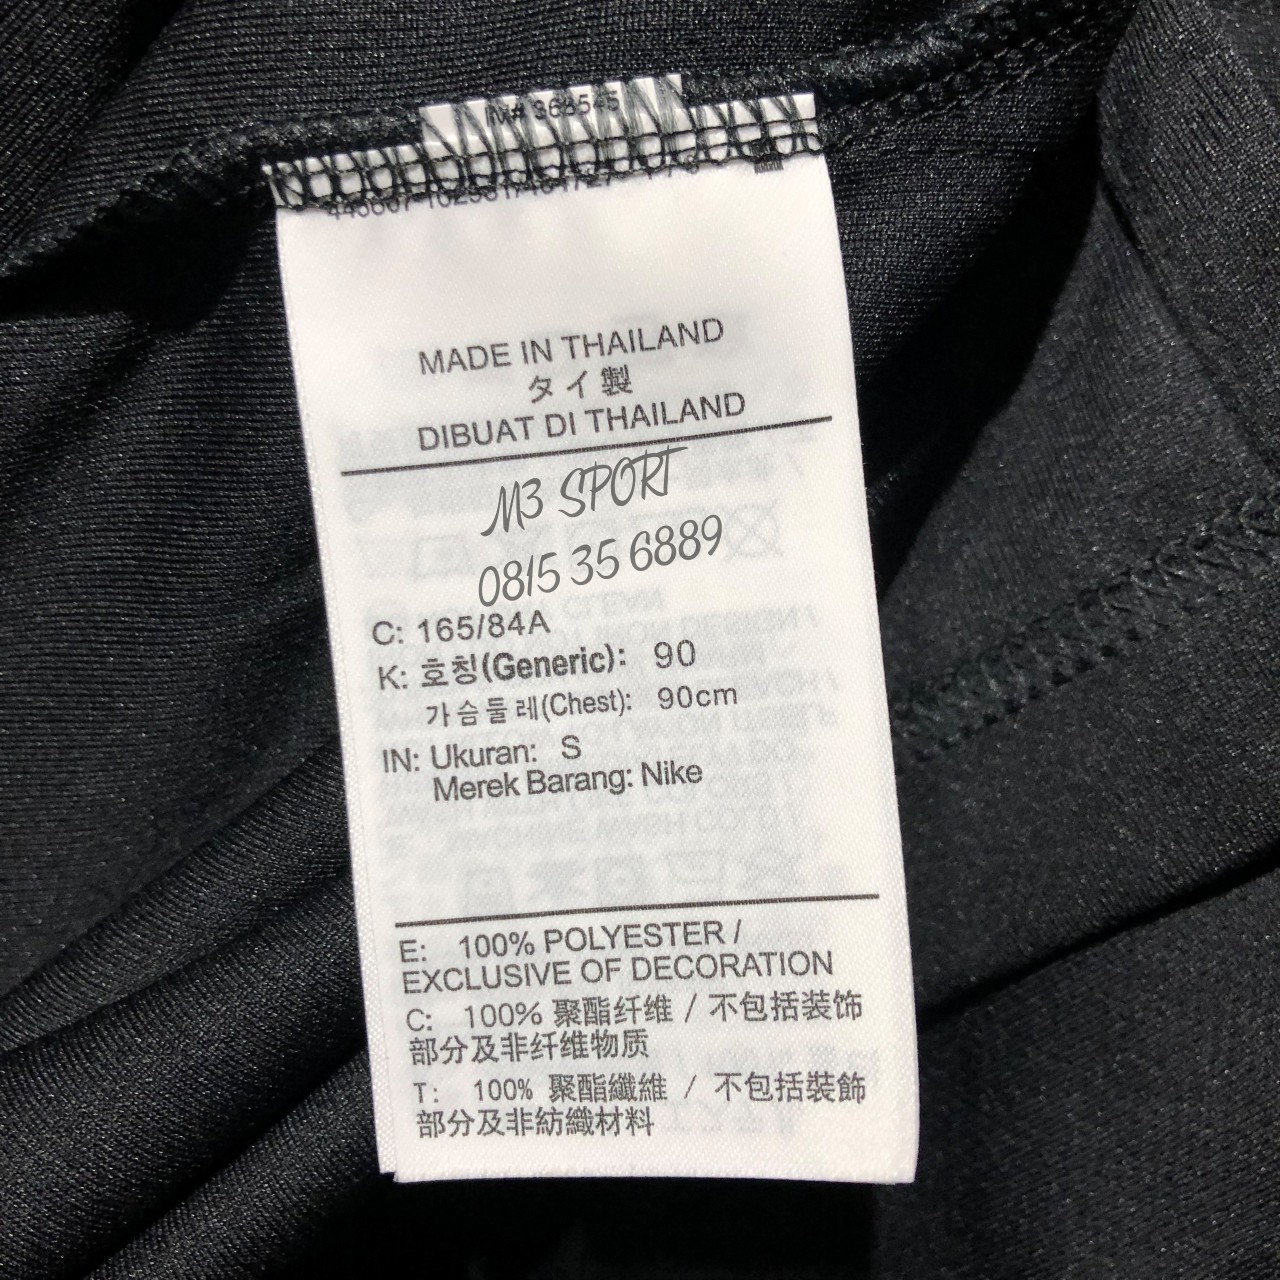 IN# 363545
MADE IN THAILAND
タイ製
DIBUAT DI THAILAND
M3 SPORT
0815 35 6889
C: 165/84A
K: 호칭(Generic): 90
가슴둘레(Chest): 90cm
IN: Ukuran: S
Merek Barang: Nike
E: 100% POLYESTER /
EXCLUSIVE OF DECORATION
C: 100% 聚酯纤维 / 不包括装饰
部分及非纤维物质
T: 100% 聚酯纖維 / 不包括裝飾
部分及非紡織材料